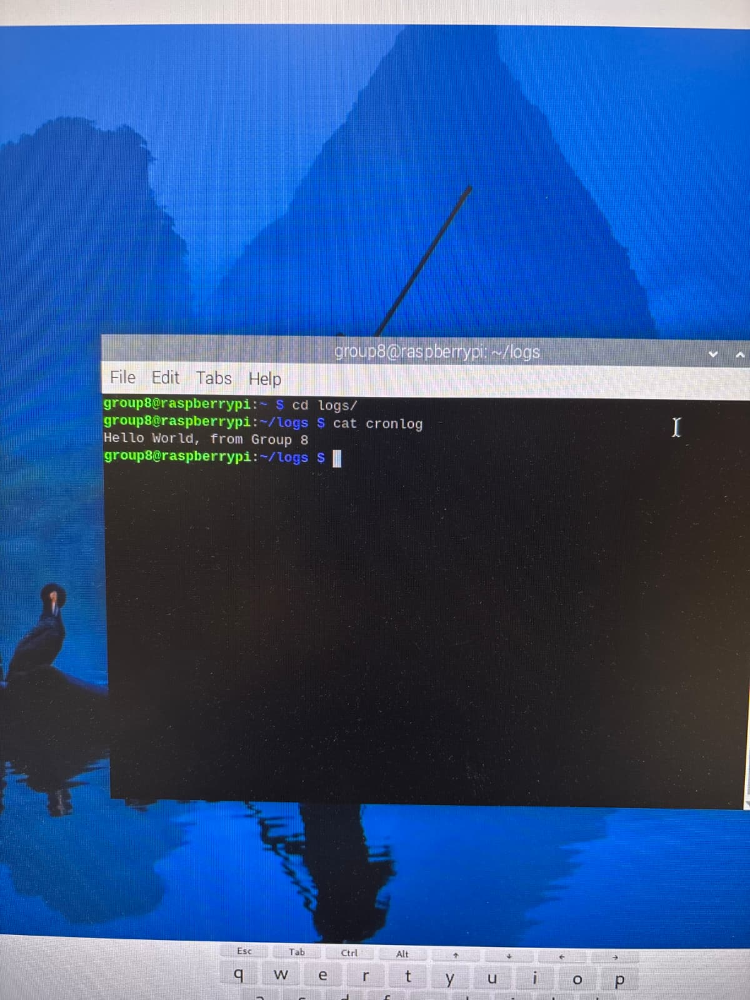 group8@raspberrypi: ~/logs
File Edit Tabs Help
group8@raspberrypi:~ $ cd logs/
group8@raspberrypi:~/logs $ cat cronlog
Hello World, from Group 8
group8@raspberrypi:~/logs $
Esc Tab Ctrl Alt ↑ ↓ ← →
q w e r t y u i o p